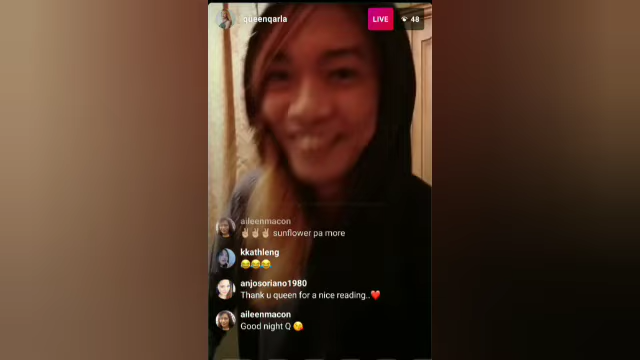 queenqarla
LIVE
48
aileenmacon
✌🏼✌🏼✌🏼 sunflower pa more
kkathleng
😂😂😂
anjosoriano1980
Thank u queen for a nice reading..❤️
aileenmacon
Good night Q 😘